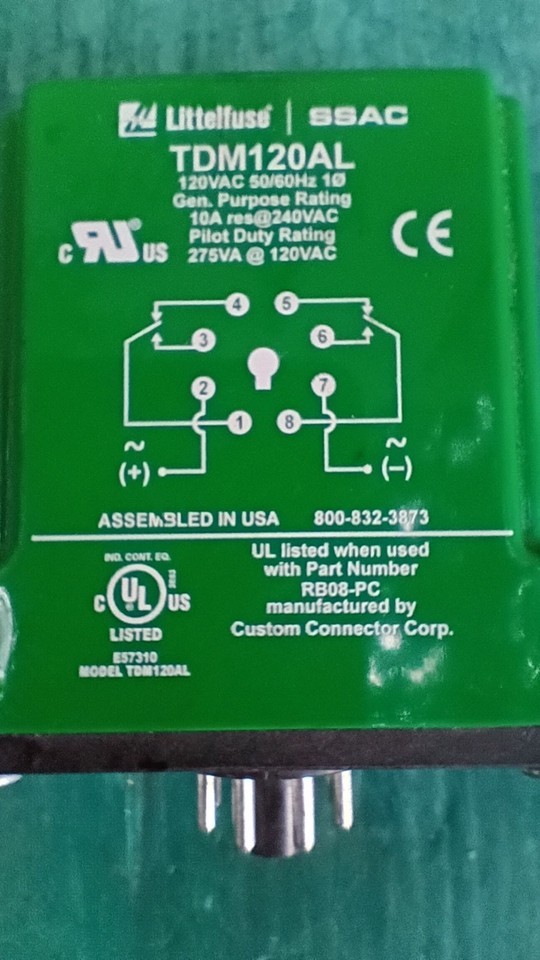 Littelfuse® | SSAC
TDM120AL
120VAC 50/60Hz 1Ø
Gen. Purpose Rating
10A res@240VAC
Pilot Duty Rating
275VA @ 120VAC
C RU® US
CE
4 5
3 6
2 7
1 8
~ ~
(+) (–)
ASSEMBLED IN USA 800-832-3873
IND. CONT. EQ.
C UL US
LISTED
E57310
MODEL TDM120AL
UL listed when used
with Part Number
RB08-PC
manufactured by
Custom Connector Corp.